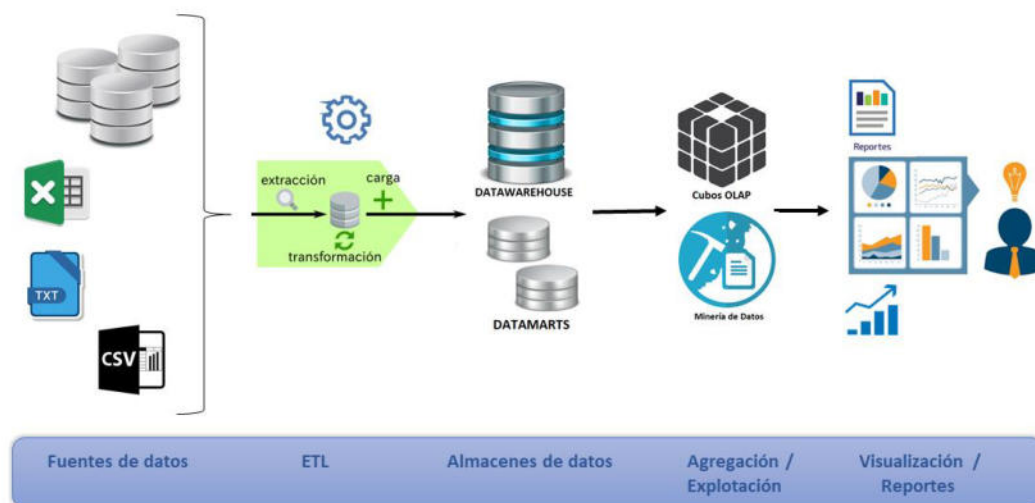 TXT
CSV
extracción
carga
transformación
DATAWAREHOUSE
DATAMARTS
Cubos OLAP
Minería de Datos
Reportes
Fuentes de datos
ETL
Almacenes de datos
Agregación /
Explotación
Visualización /
Reportes